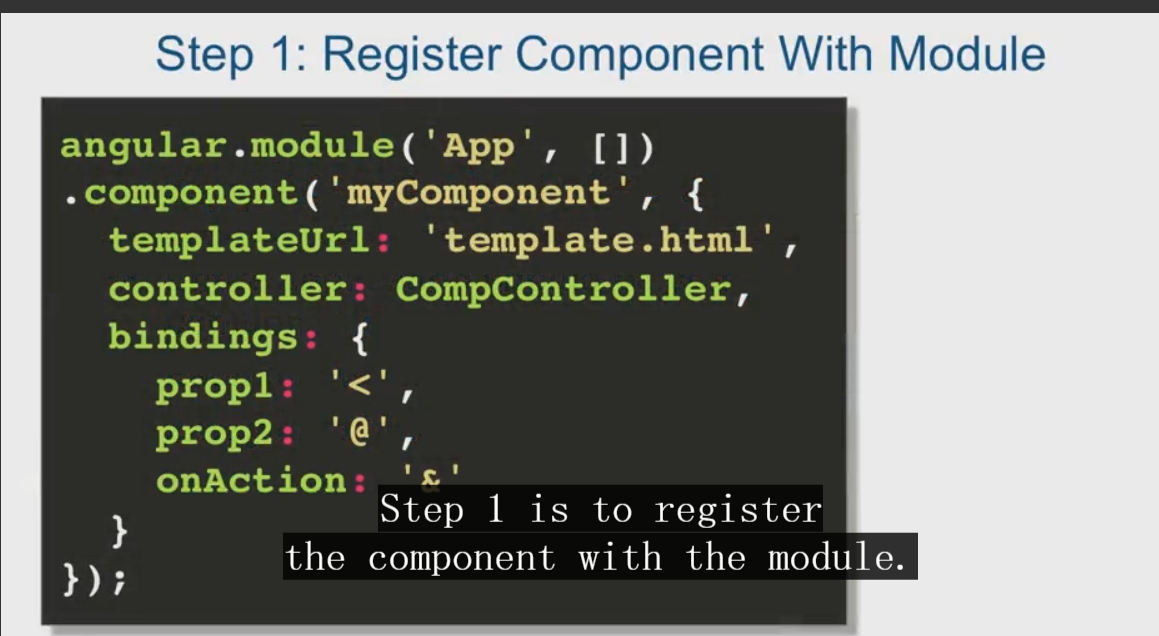 Step 1: Register Component With Module
angular.module('App', [])
.component('myComponent', {
  templateUrl: 'template.html',
  controller: CompController,
  bindings: {
    prop1: '<',
    prop2: '@',
    onAction: '&'
  }
});
Step 1 is to register
the component with the module.